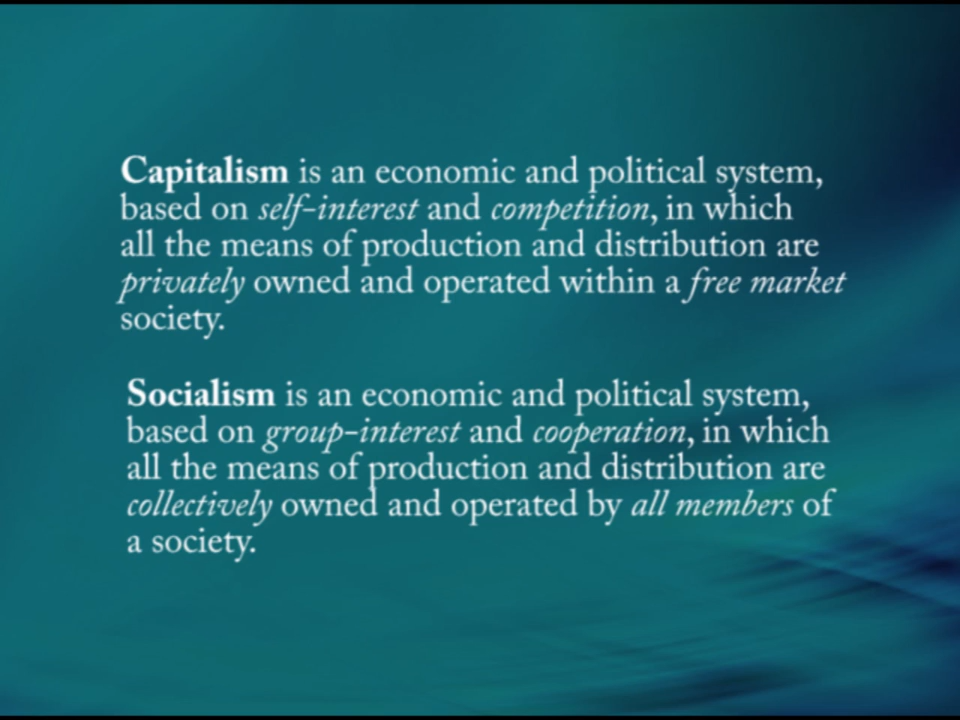 Capitalism is an economic and political system,
based on self-interest and competition, in which
all the means of production and distribution are
privately owned and operated within a free market
society.
Socialism is an economic and political system,
based on group-interest and cooperation, in which
all the means of production and distribution are
collectively owned and operated by all members of
a society.